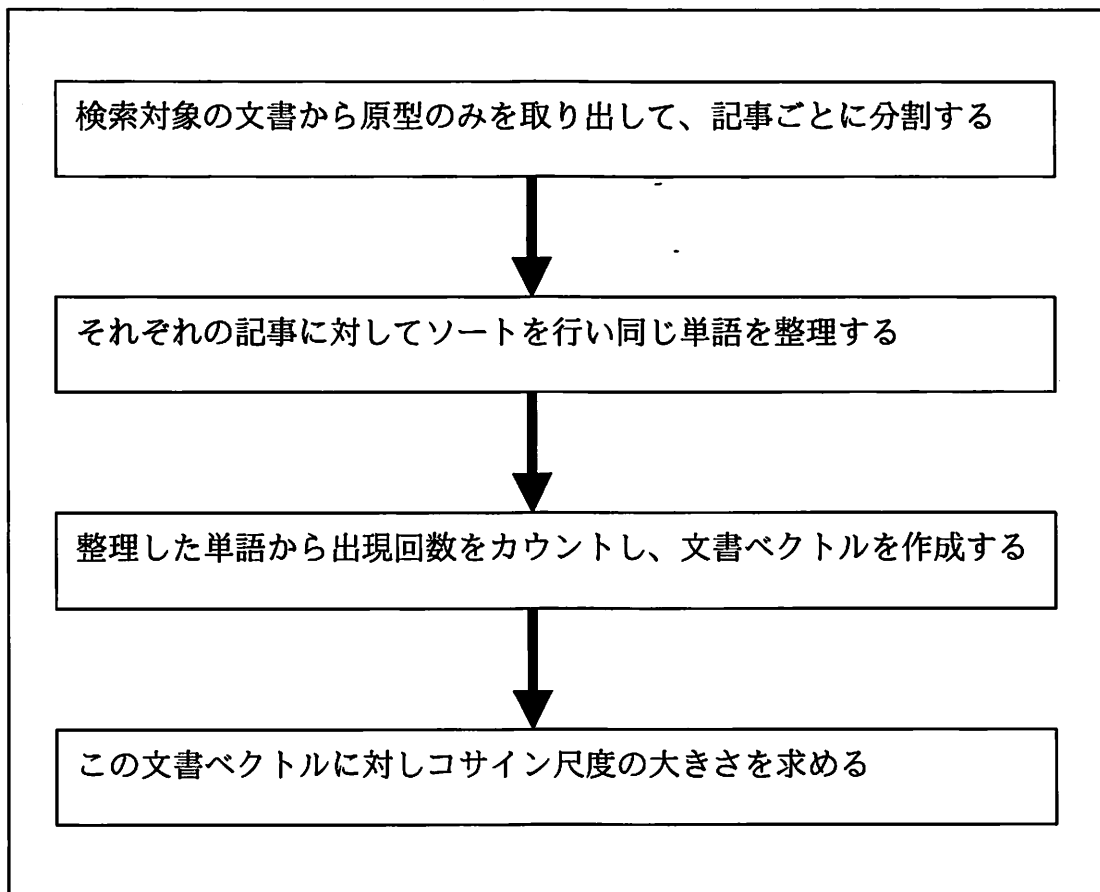 検索対象の文書から原型のみを取り出して、記事ごとに分割する
それぞれの記事に対してソートを行い同じ単語を整理する
整理した単語から出現回数をカウントし、文書ベクトルを作成する
この文書ベクトルに対しコサイン尺度の大きさを求める